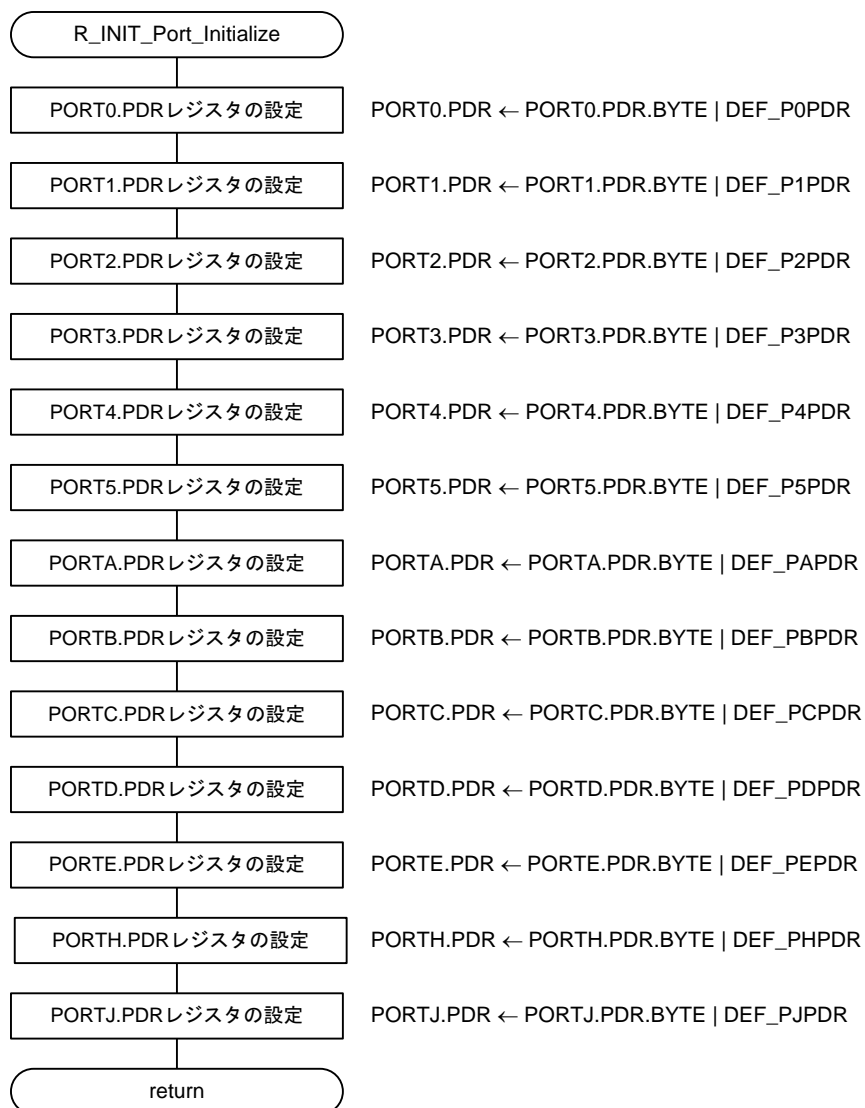 R_INIT_Port_Initialize
PORT0.PDRレジスタの設定 PORT0.PDR ← PORT0.PDR.BYTE | DEF_P0PDR
PORT1.PDRレジスタの設定 PORT1.PDR ← PORT1.PDR.BYTE | DEF_P1PDR
PORT2.PDRレジスタの設定 PORT2.PDR ← PORT2.PDR.BYTE | DEF_P2PDR
PORT3.PDRレジスタの設定 PORT3.PDR ← PORT3.PDR.BYTE | DEF_P3PDR
PORT4.PDRレジスタの設定 PORT4.PDR ← PORT4.PDR.BYTE | DEF_P4PDR
PORT5.PDRレジスタの設定 PORT5.PDR ← PORT5.PDR.BYTE | DEF_P5PDR
PORTA.PDRレジスタの設定 PORTA.PDR ← PORTA.PDR.BYTE | DEF_PAPDR
PORTB.PDRレジスタの設定 PORTB.PDR ← PORTB.PDR.BYTE | DEF_PBPDR
PORTC.PDRレジスタの設定 PORTC.PDR ← PORTC.PDR.BYTE | DEF_PCPDR
PORTD.PDRレジスタの設定 PORTD.PDR ← PORTD.PDR.BYTE | DEF_PDPDR
PORTE.PDRレジスタの設定 PORTE.PDR ← PORTE.PDR.BYTE | DEF_PEPDR
PORTH.PDRレジスタの設定 PORTH.PDR ← PORTH.PDR.BYTE | DEF_PHPDR
PORTJ.PDRレジスタの設定 PORTJ.PDR ← PORTJ.PDR.BYTE | DEF_PJPDR
return